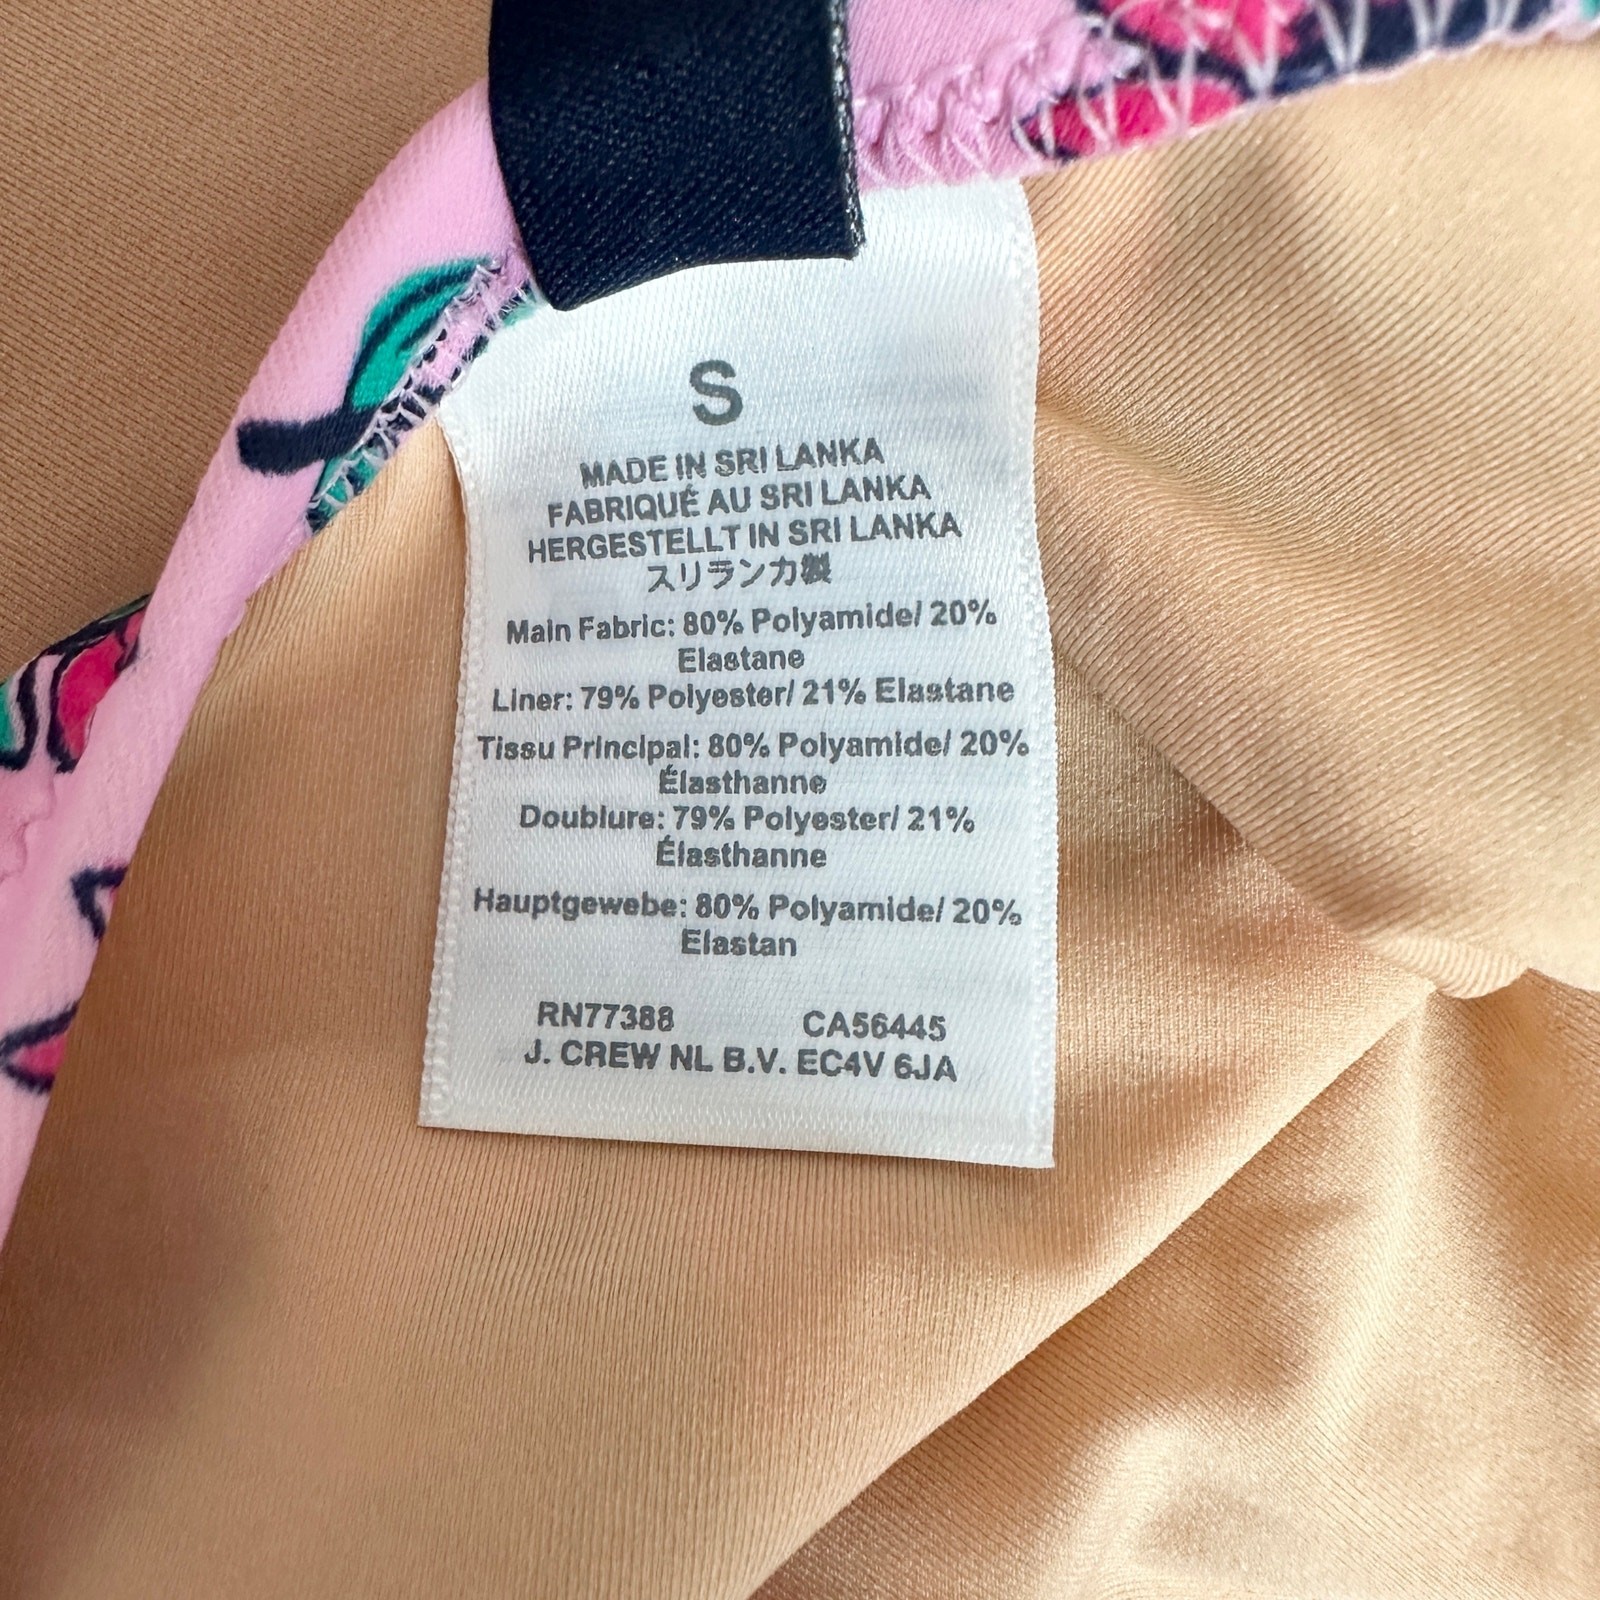 S
MADE IN SRI LANKA
FABRIQUÉ AU SRI LANKA
HERGESTELLT IN SRI LANKA
スリランカ製
Main Fabric: 80% Polyamide/ 20%
Elastane
Liner: 79% Polyester/ 21% Elastane
Tissu Principal: 80% Polyamide/ 20%
Élasthanne
Doublure: 79% Polyester/ 21%
Élasthanne
Hauptgewebe: 80% Polyamide/ 20%
Elastan
RN77388 CA56445
J. CREW NL B.V. EC4V 6JA